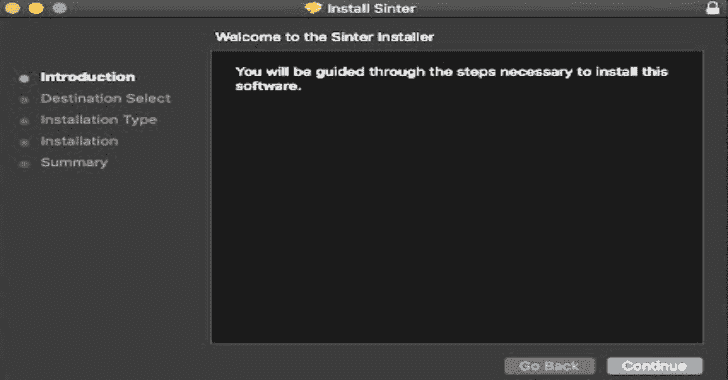 Install Sinter
Welcome to the Sinter Installer
Introduction
Destination Select
Installation Type
Installation
Summary
You will be guided through the steps necessary to install this
software.
Go Back
Continue